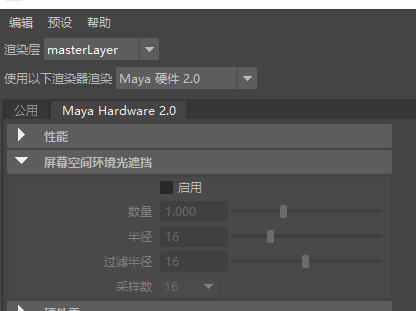 编辑 预设 帮助
渲染层 masterLayer
使用以下渲染器渲染 Maya 硬件 2.0
公用 Maya Hardware 2.0
性能
屏幕空间环境光遮挡
启用
数量 1.000
半径 16
过滤半径 16
采样数 16